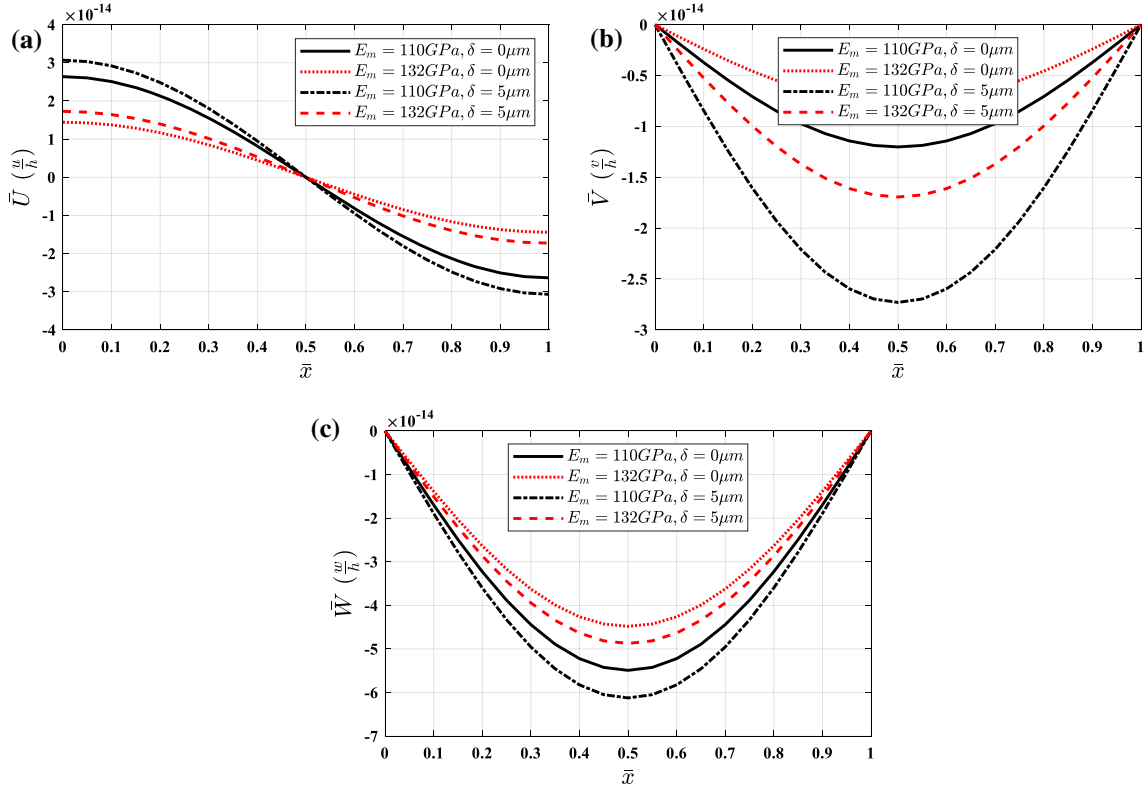 (a)
×10^-14
4
3
2
1
0
-1
-2
-3
-4
Ū (u/h)
E_m = 110GPa, δ = 0μm
E_m = 132GPa, δ = 0μm
E_m = 110GPa, δ = 5μm
E_m = 132GPa, δ = 5μm
0 0.1 0.2 0.3 0.4 0.5 0.6 0.7 0.8 0.9 1
x̄
(b)
×10^-14
0
-0.5
-1
-1.5
-2
-2.5
-3
V̄ (v/h)
E_m = 110GPa, δ = 0μm
E_m = 132GPa, δ = 0μm
E_m = 110GPa, δ = 5μm
E_m = 132GPa, δ = 5μm
0 0.1 0.2 0.3 0.4 0.5 0.6 0.7 0.8 0.9 1
x̄
(c)
×10^-14
0
-1
-2
-3
-4
-5
-6
-7
W̄ (w/h)
E_m = 110GPa, δ = 0μm
E_m = 132GPa, δ = 0μm
E_m = 110GPa, δ = 5μm
E_m = 132GPa, δ = 5μm
0 0.1 0.2 0.3 0.4 0.5 0.6 0.7 0.8 0.9 1
x̄